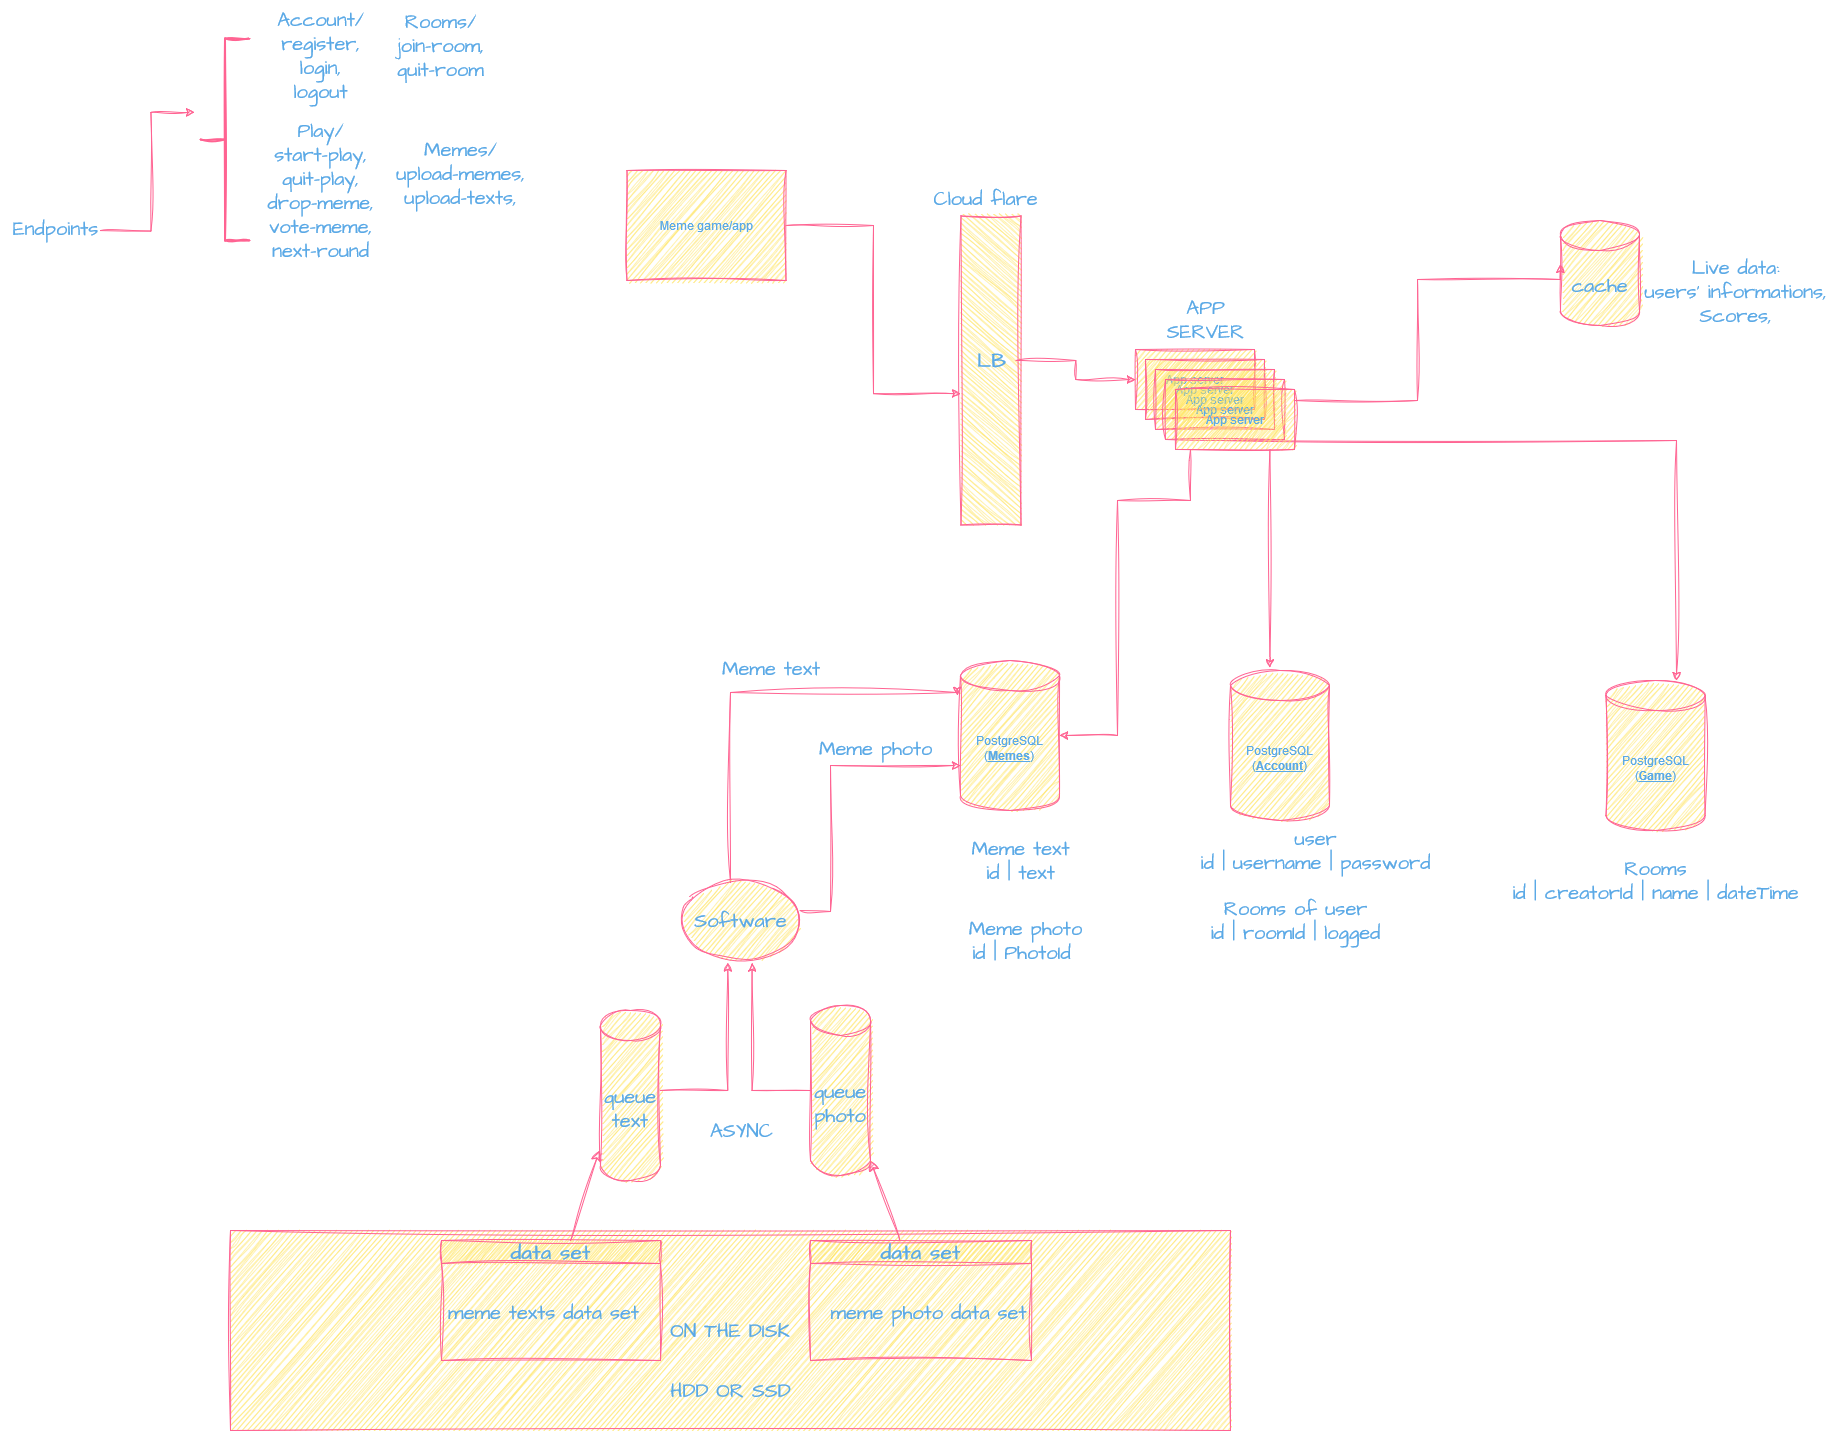 Account/
register,
login,
logout
Rooms/
join-room,
quit-room
Play/
start-play,
quit-play,
drop-meme,
vote-meme,
next-round
Memes/
upload-memes,
upload-texts,
Endpoints
Meme game/app
Cloud flare
LB
APP
SERVER
App server
App server
App server
App server
App server
cache
Live data:
users' informations,
Scores,
Meme text
Meme photo
PostgreSQL
(Memes)
PostgreSQL
(Account)
PostgreSQL
(Game)
Meme text
id | text
Meme photo
id | PhotoId
user
id | username | password
Rooms of user
id | roomId | logged
Rooms
id | creatorId | name | dateTime
Software
queue
text
queue
photo
ASYNC
data set
meme texts data set
data set
meme photo data set
ON THE DISK
HDD OR SSD